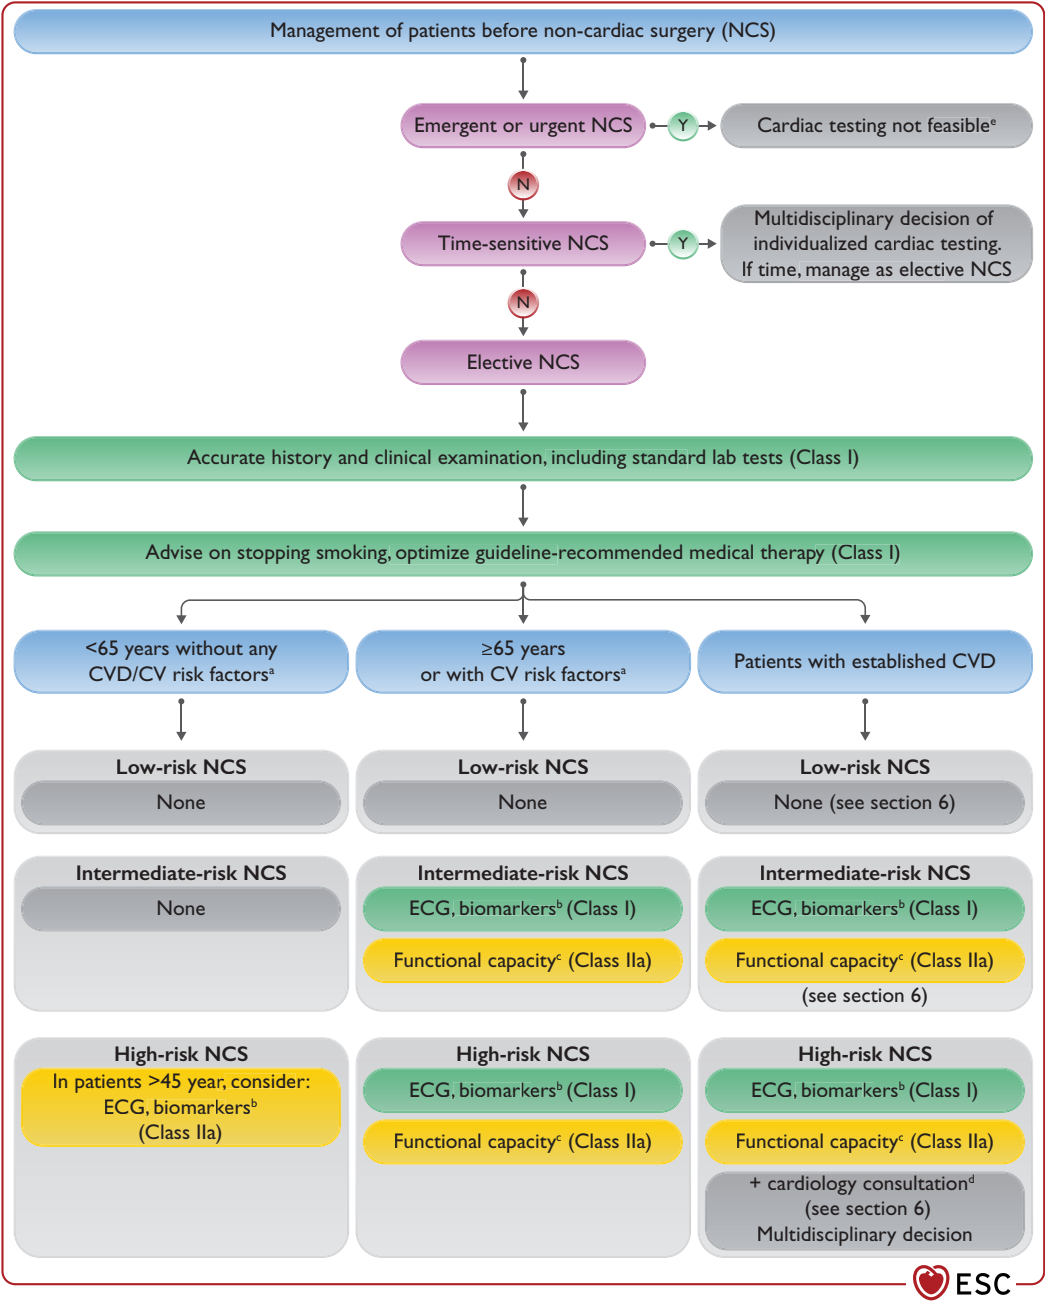 Management of patients before non-cardiac surgery (NCS)
Emergent or urgent NCS
Y
Cardiac testing not feasibleᵉ
N
Time-sensitive NCS
Y
Multidisciplinary decision of
individualized cardiac testing.
If time, manage as elective NCS
N
Elective NCS
Accurate history and clinical examination, including standard lab tests (Class I)
Advise on stopping smoking, optimize guideline-recommended medical therapy (Class I)
<65 years without any
CVD/CV risk factorsᵃ
≥65 years
or with CV risk factorsᵃ
Patients with established CVD
Low-risk NCS
None
Low-risk NCS
None
Low-risk NCS
None (see section 6)
Intermediate-risk NCS
None
Intermediate-risk NCS
ECG, biomarkersᵇ (Class I)
Functional capacityᶜ (Class IIa)
Intermediate-risk NCS
ECG, biomarkersᵇ (Class I)
Functional capacityᶜ (Class IIa)
(see section 6)
High-risk NCS
In patients >45 year, consider:
ECG, biomarkersᵇ
(Class IIa)
High-risk NCS
ECG, biomarkersᵇ (Class I)
Functional capacityᶜ (Class IIa)
High-risk NCS
ECG, biomarkersᵇ (Class I)
Functional capacityᶜ (Class IIa)
+ cardiology consultationᵈ
(see section 6)
Multidisciplinary decision
ESC